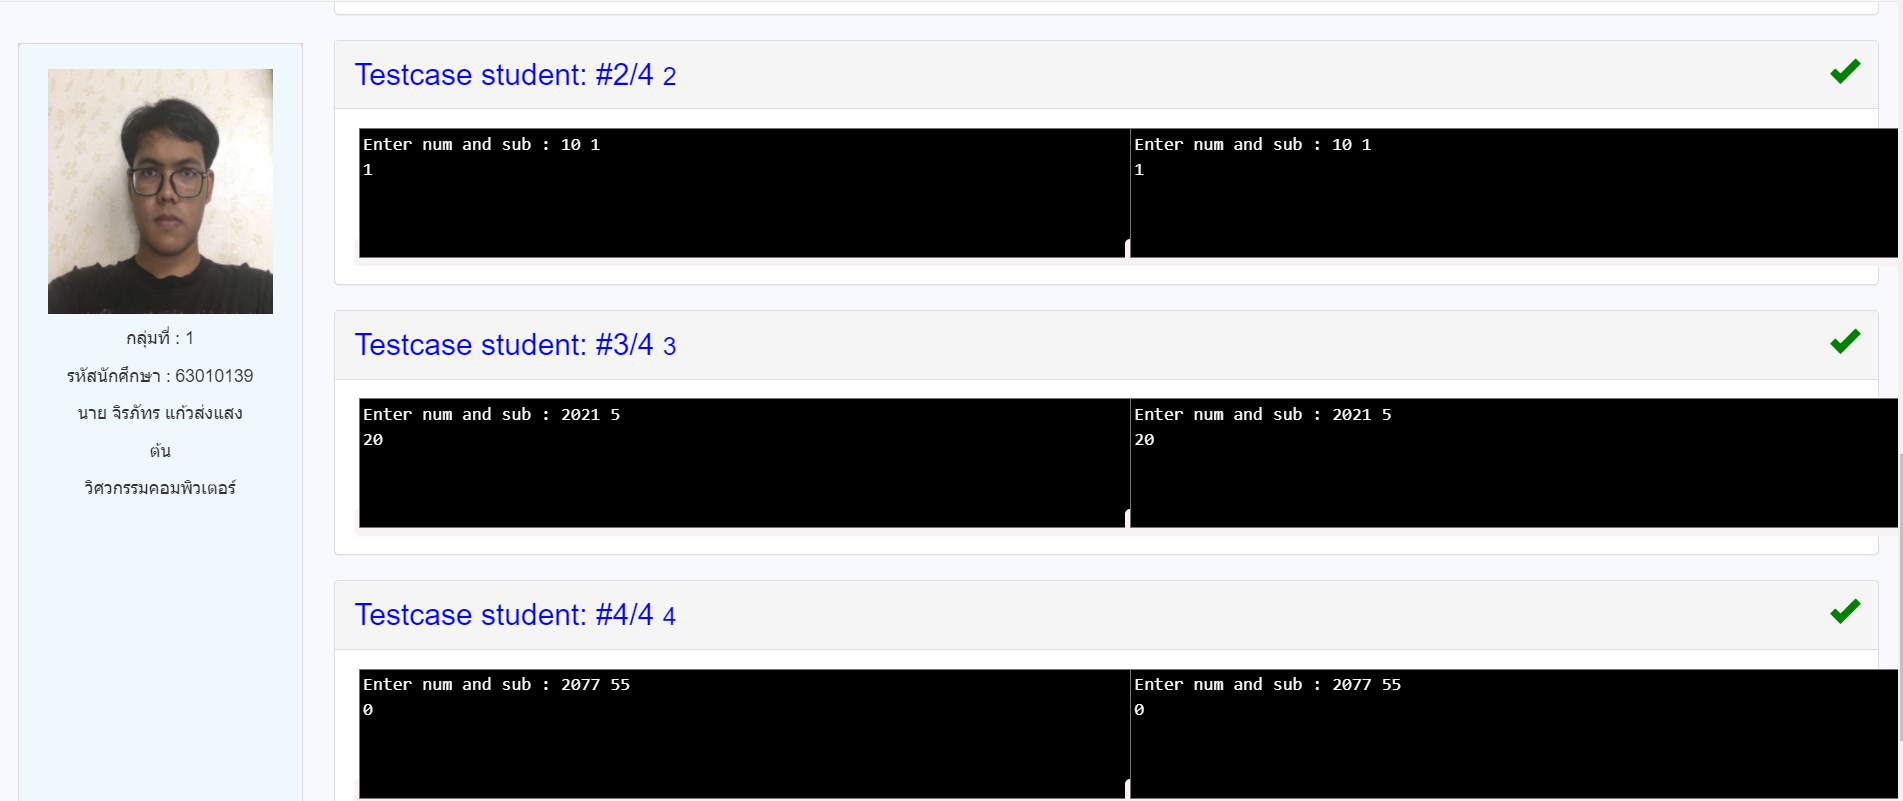 กลุ่มที่ : 1
รหัสนักศึกษา : 63010139
นาย จิรภัทร แก้วส่งแสง
ต้น
วิศวกรรมคอมพิวเตอร์
Testcase student: #2/4 2
Enter num and sub : 10 1
1
Enter num and sub : 10 1
1
Testcase student: #3/4 3
Enter num and sub : 2021 5
20
Enter num and sub : 2021 5
20
Testcase student: #4/4 4
Enter num and sub : 2077 55
0
Enter num and sub : 2077 55
0